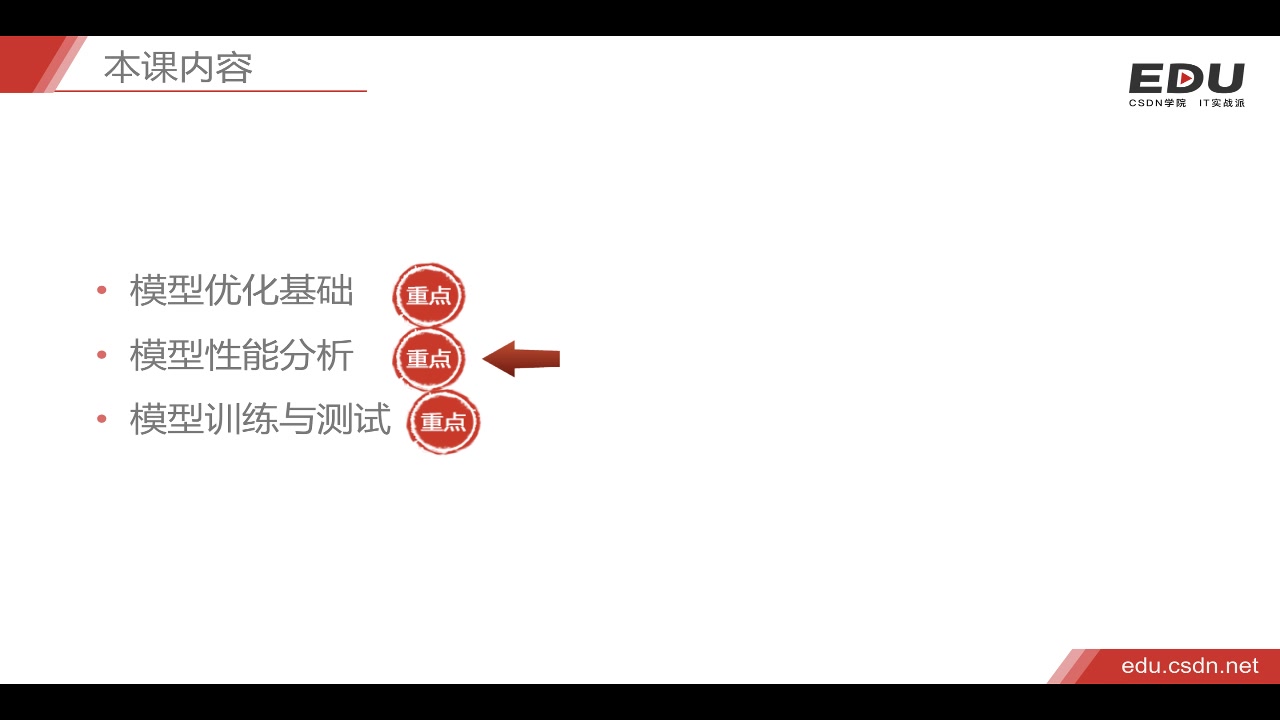 本课内容
EDU
CSDN学院 IT实战派
模型优化基础 重点
模型性能分析 重点
模型训练与测试 重点
edu.csdn.net